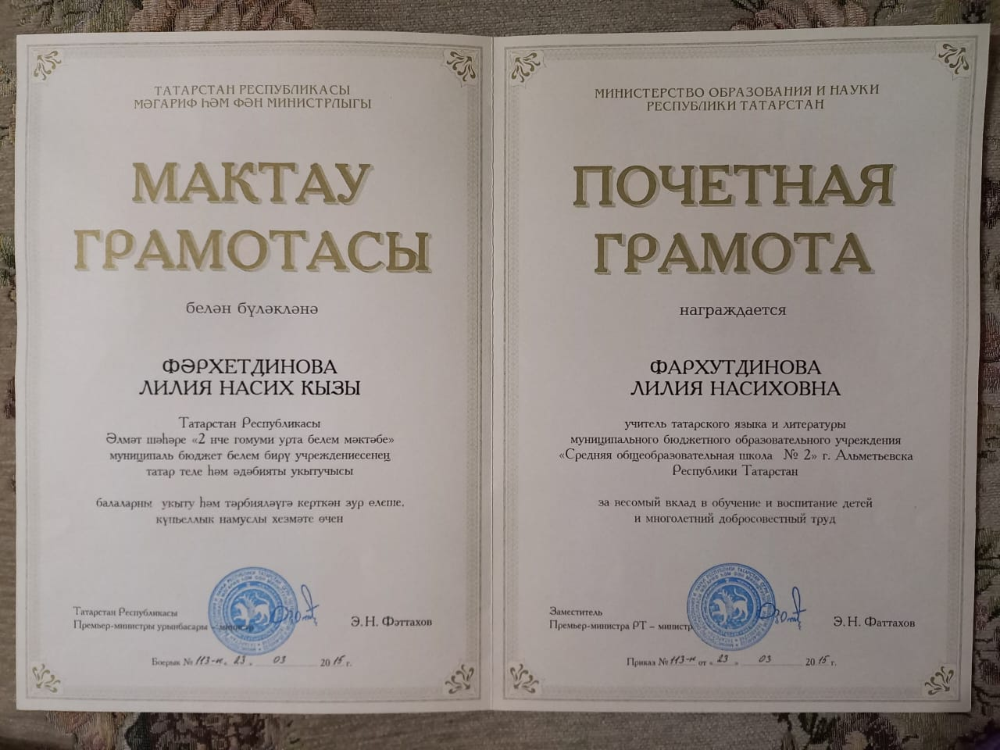 ТАТАРСТАН РЕСПУБЛИКАСЫ
МӘГАРИФ ҺӘМ ФӘН МИНИСТРЛЫГЫ
МАКТАУ
ГРАМОТАСЫ
белән бүләкләнә
ФӘРХЕТДИНОВА
ЛИЛИЯ НАСИХ КЫЗЫ
Татарстан Республикасы
Әлмәт шәһәре «2 нче гомуми урта белем мәктәбе»
муниципаль бюджет белем бирү учреждениесенең
татар теле һәм әдәбияты укытучысы
балаларны укыту һәм тәрбияләүгә керткән зур өлеше,
күпьеллык намуслы хезмәте өчен
Татарстан Республикасы
Премьер-министры урынбасары – министр
Э.Н. Фәттахов
Боерык № 113-н « 23 » 03 2015 г.
МИНИСТЕРСТВО ОБРАЗОВАНИЯ И НАУКИ
РЕСПУБЛИКИ ТАТАРСТАН
ПОЧЕТНАЯ
ГРАМОТА
награждается
ФАРХУТДИНОВА
ЛИЛИЯ НАСИХОВНА
учитель татарского языка и литературы
муниципального бюджетного образовательного учреждения
«Средняя общеобразовательная школа № 2» г. Альметьевска
Республики Татарстан
за весомый вклад в обучение и воспитание детей
и многолетний добросовестный труд
Заместитель
Премьер-министра РТ – министр
Э.Н. Фаттахов
Приказ № 113-н от « 23 » 03 2015 г.